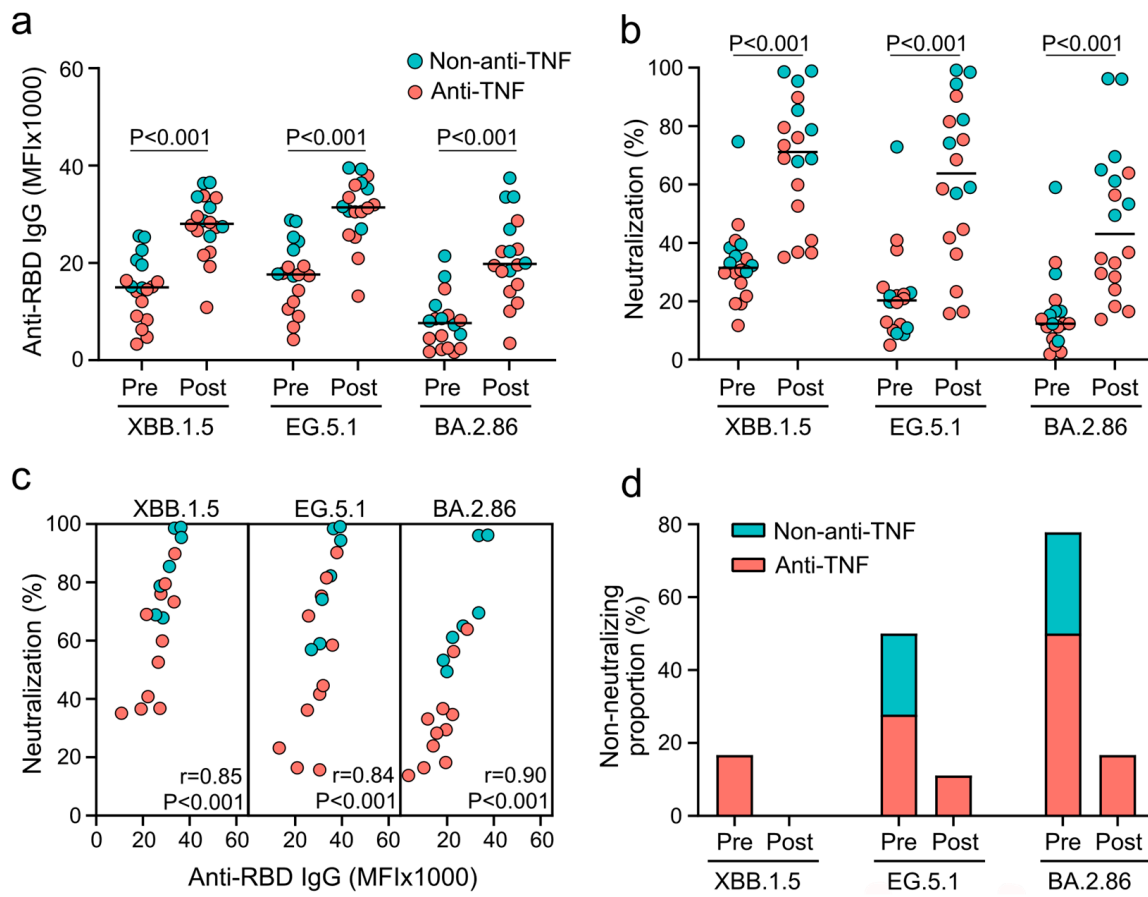 a
Non-anti-TNF
Anti-TNF
Anti-RBD IgG (MFIx1000)
60
40
20
0
P<0.001
P<0.001
P<0.001
Pre Post
Pre Post
Pre Post
XBB.1.5
EG.5.1
BA.2.86
b
P<0.001
P<0.001
P<0.001
Neutralization (%)
100
80
60
40
20
0
Pre Post
Pre Post
Pre Post
XBB.1.5
EG.5.1
BA.2.86
c
XBB.1.5
EG.5.1
BA.2.86
Neutralization (%)
100
80
60
40
20
0
r=0.85
P<0.001
r=0.84
P<0.001
r=0.90
P<0.001
0 20 40 60
20 40 60
20 40 60
Anti-RBD IgG (MFIx1000)
d
Non-anti-TNF
Anti-TNF
Non-neutralizing
proportion (%)
80
60
40
20
0
Pre Post
Pre Post
Pre Post
XBB.1.5
EG.5.1
BA.2.86